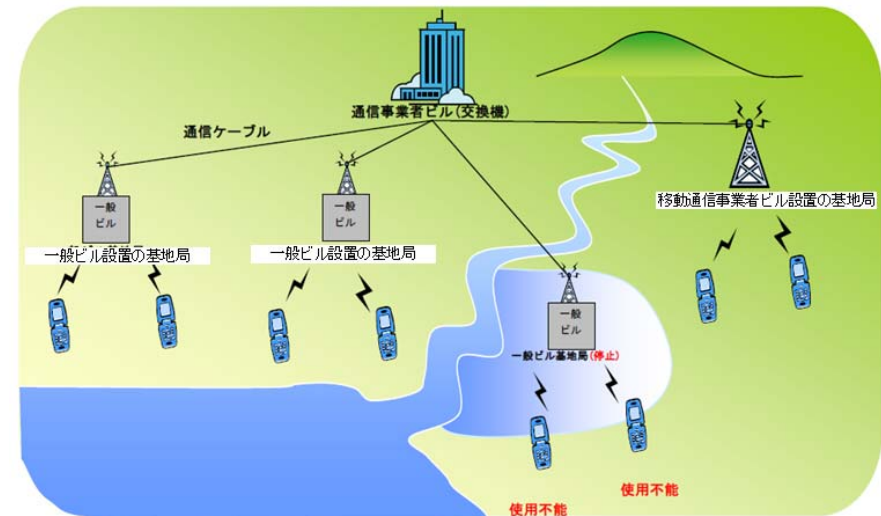 通信事業者ビル(交換機)
通信ケーブル
一般
ビル
一般ビル設置の基地局
一般
ビル
一般ビル設置の基地局
移動通信事業者ビル設置の基地局
一般
ビル
一般ビル基地局(停止)
使用不能
使用不能